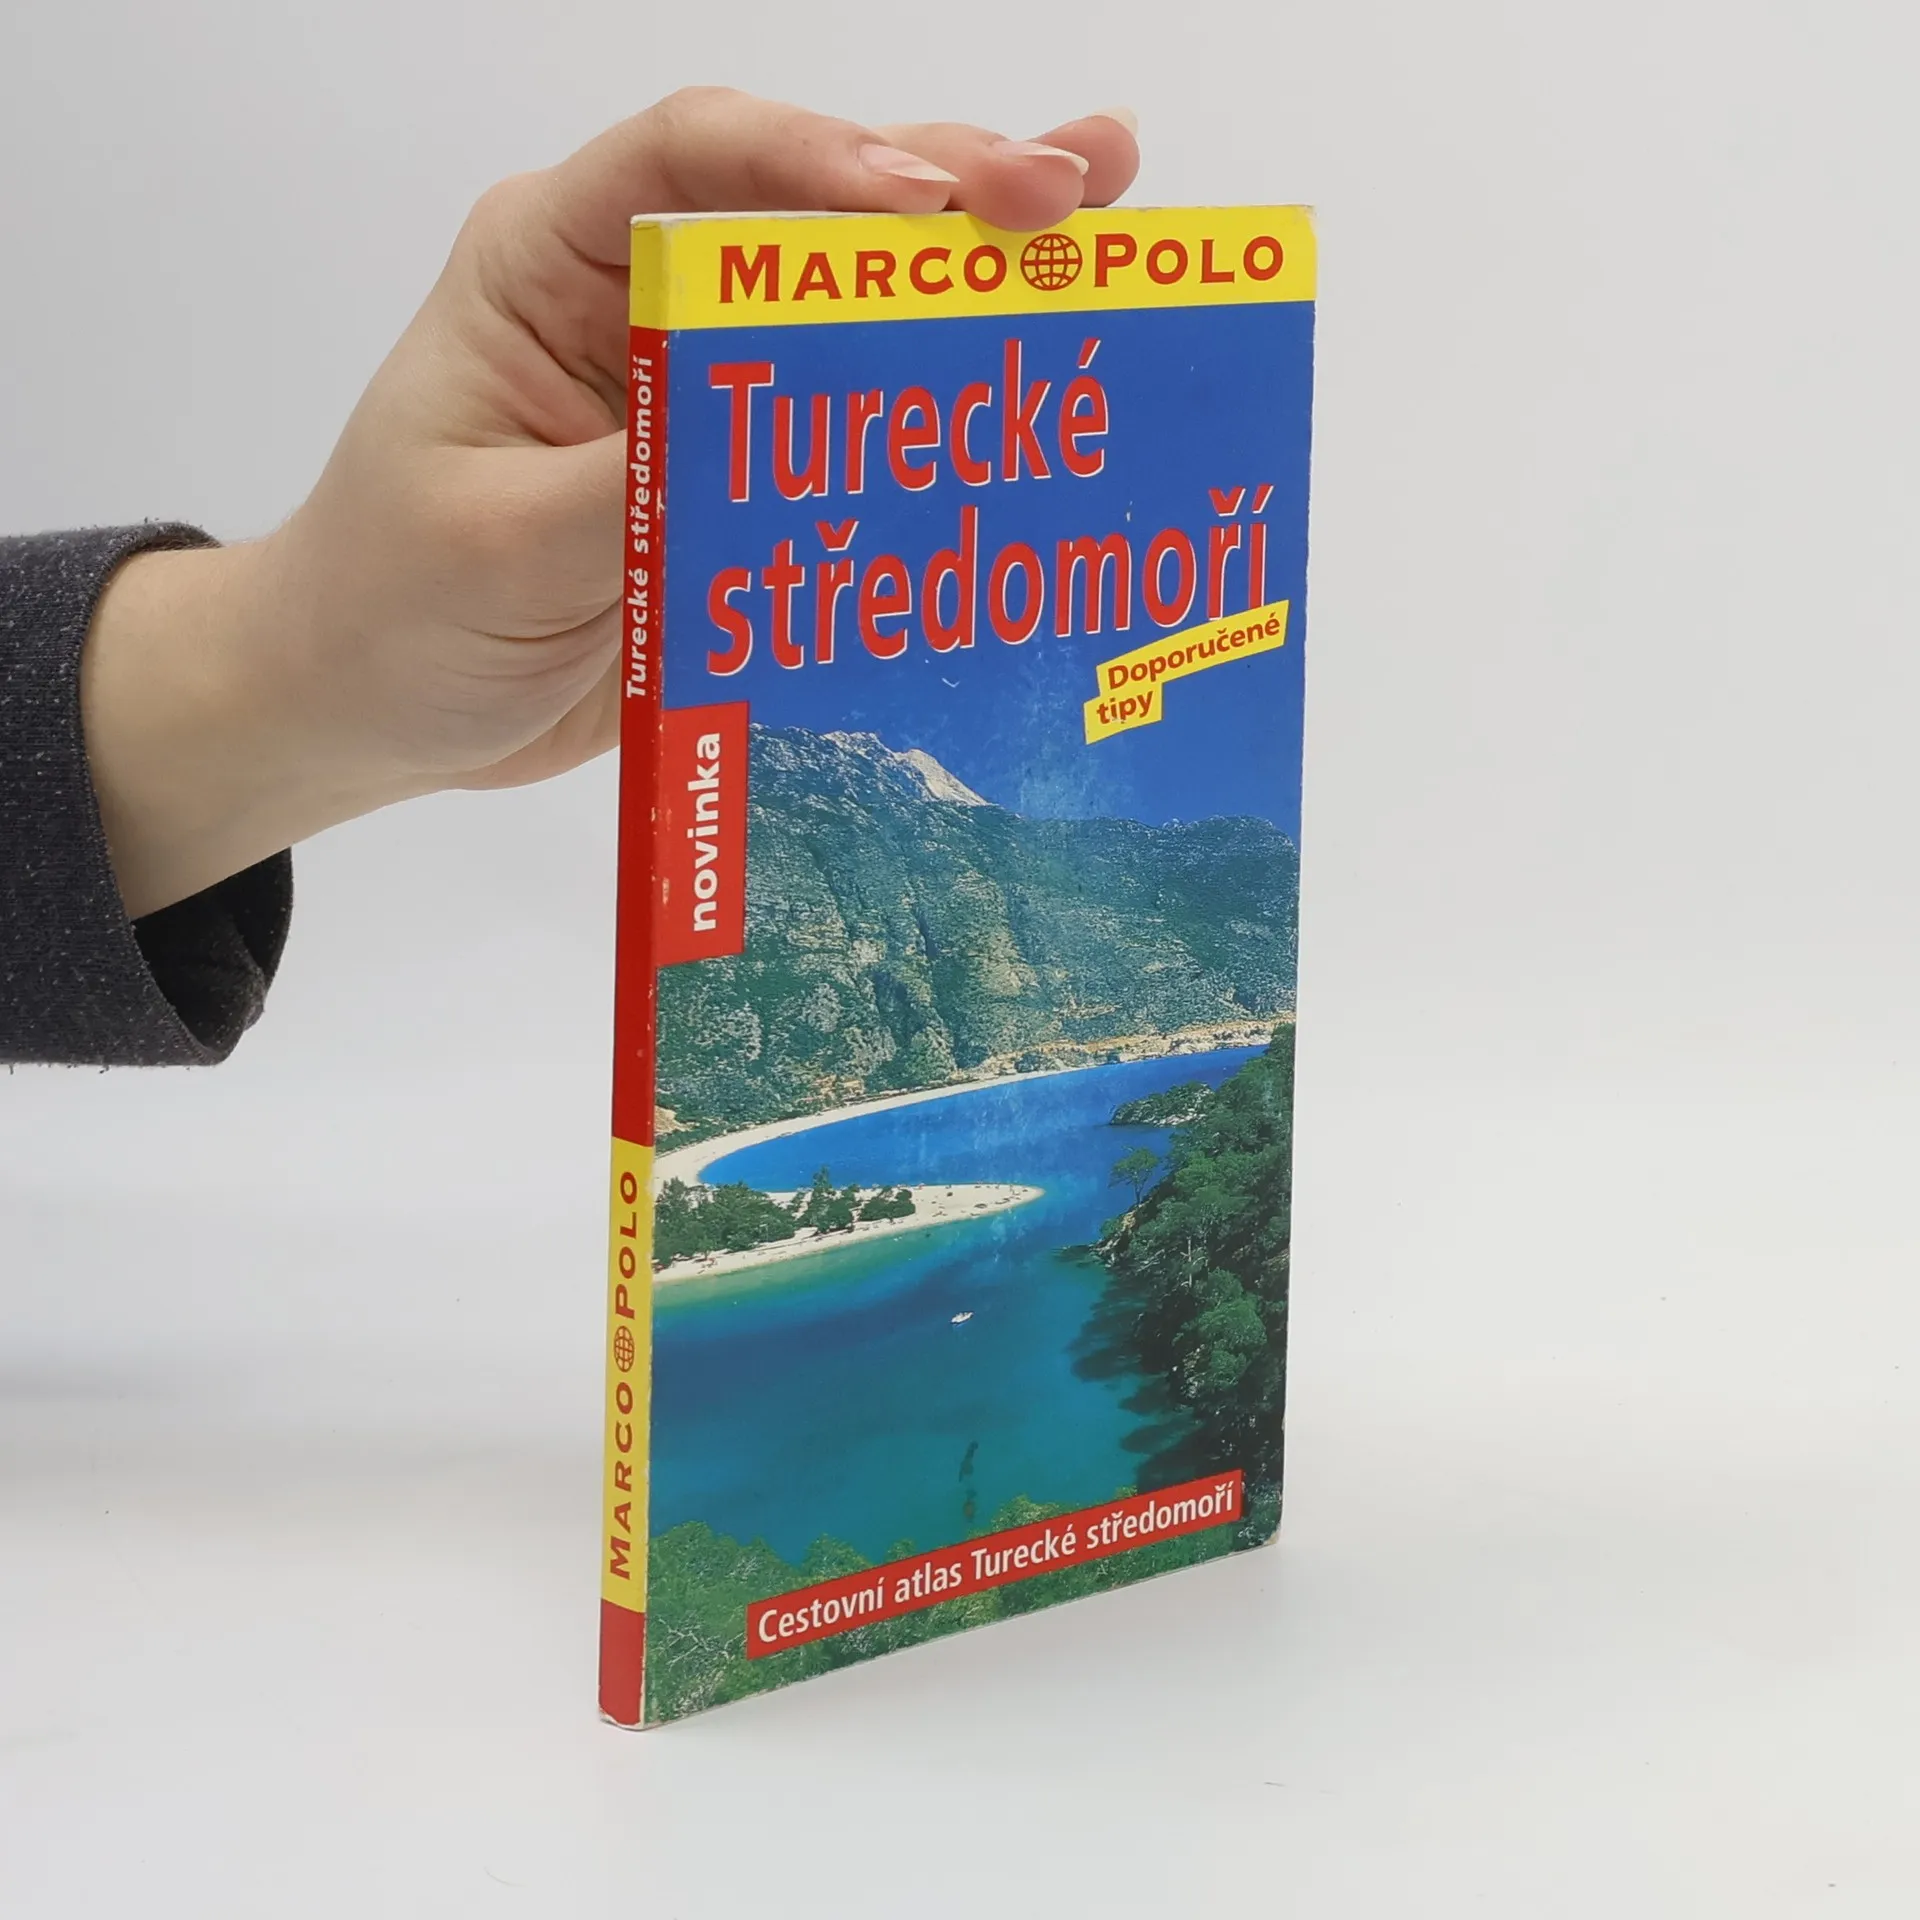 MARCO POLO
Turecké
středomoří
Doporučené
tipy
novinka
Cestovní atlas Turecké středomoří
Turecké středomoří
MARCO POLO